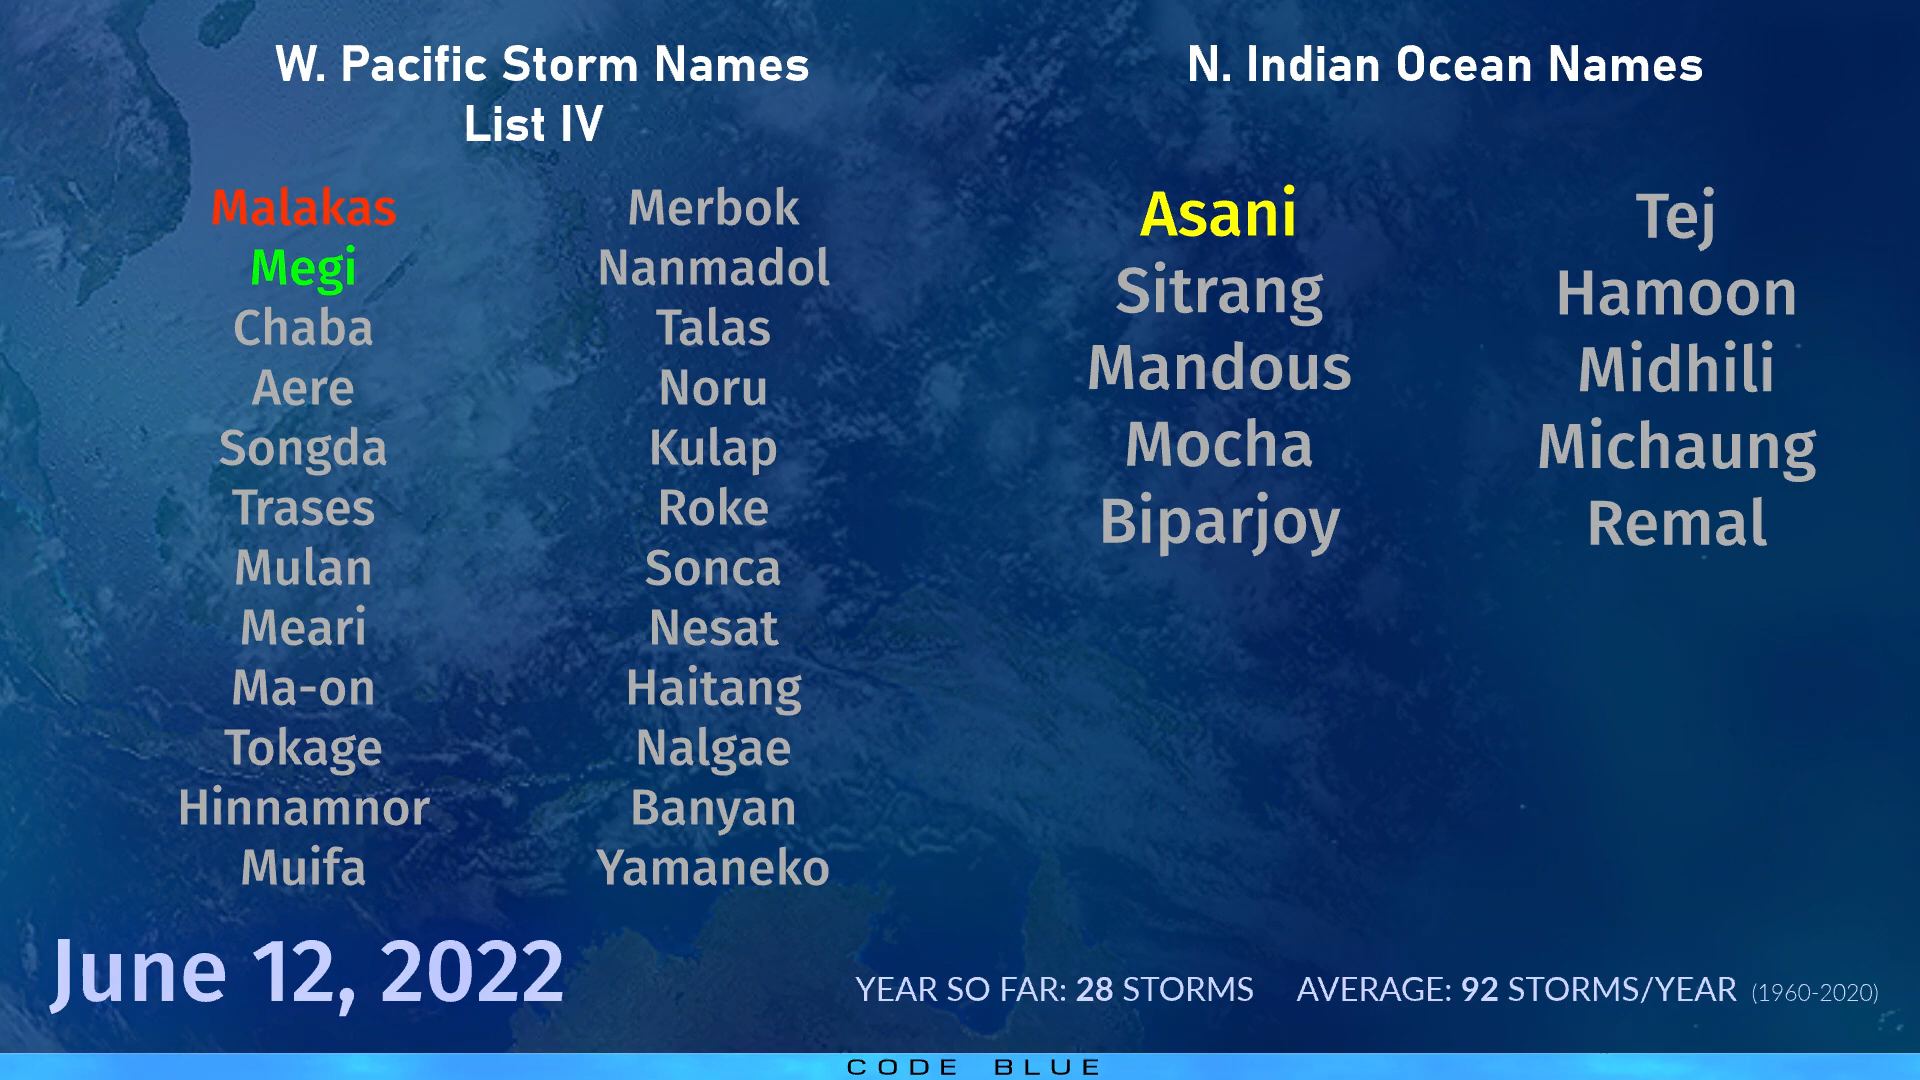 W. Pacific Storm Names
List IV
Malakas
Megi
Chaba
Aere
Songda
Trases
Mulan
Meari
Ma-on
Tokage
Hinnamnor
Muifa
Merbok
Nanmadol
Talas
Noru
Kulap
Roke
Sonca
Nesat
Haitang
Nalgae
Banyan
Yamaneko
N. Indian Ocean Names
Asani
Sitrang
Mandous
Mocha
Biparjoy
Tej
Hamoon
Midhili
Michaung
Remal
June 12, 2022
YEAR SO FAR: 28 STORMS AVERAGE: 92 STORMS/YEAR (1960-2020)
CODE BLUE